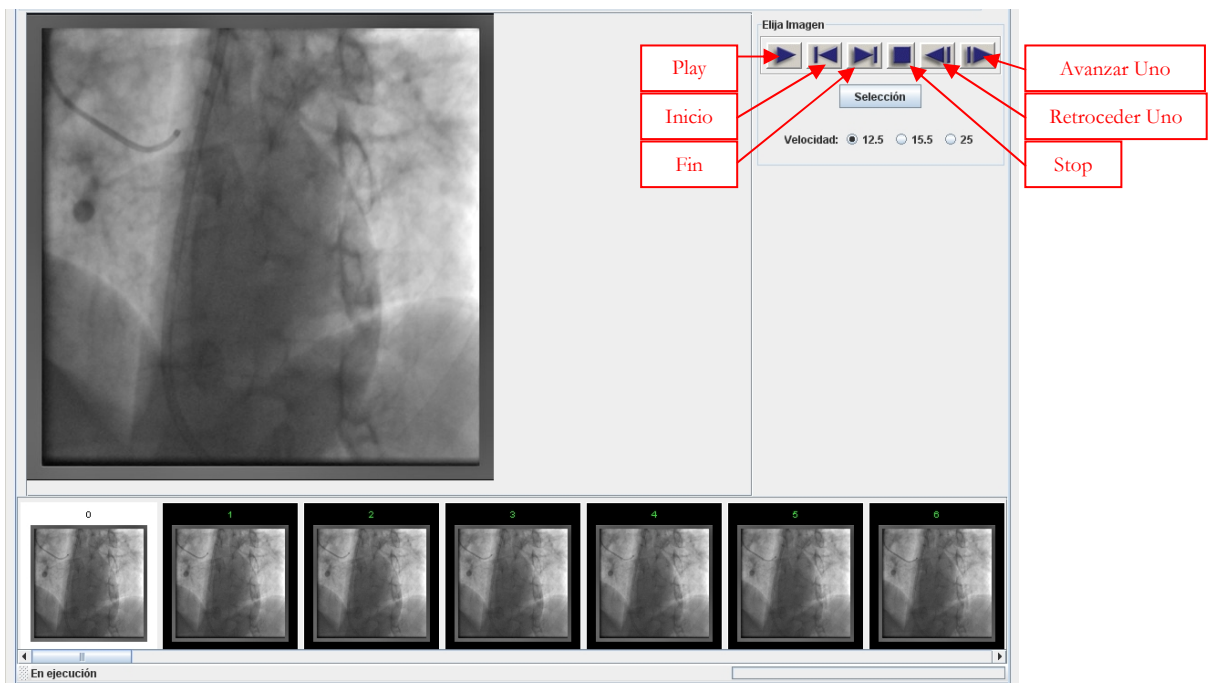 Elija Imagen
Play
Inicio
Fin
Avanzar Uno
Retroceder Uno
Stop
Selección
Velocidad: 12.5 15.5 25
0 1 2 3 4 5 6
En ejecución